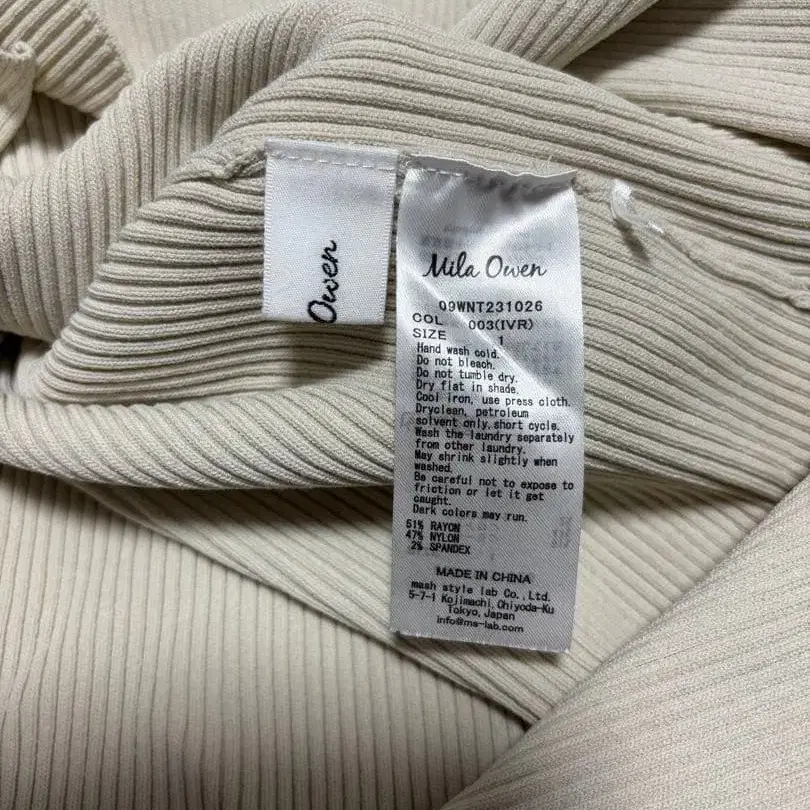 Owen
Mila Owen
09WNT231026
COL 003(IVR)
SIZE 1
Hand wash cold.
Do not bleach.
Do not tumble dry.
Dry flat in shade.
Cool iron, use press cloth.
Dryclean, petroleum
solvent only, short cycle.
Wash the laundry separately
from other laundry.
May shrink slightly when
washed.
Be careful not to expose to
friction or let it get
caught.
Dark colors may run.
51% RAYON
47% NYLON
2% SPANDEX
MADE IN CHINA
mash style lab Co.,Ltd.
5-7-1 Kojimachi, Chiyoda-Ku
Tokyo, Japan
info@ms-lab.com